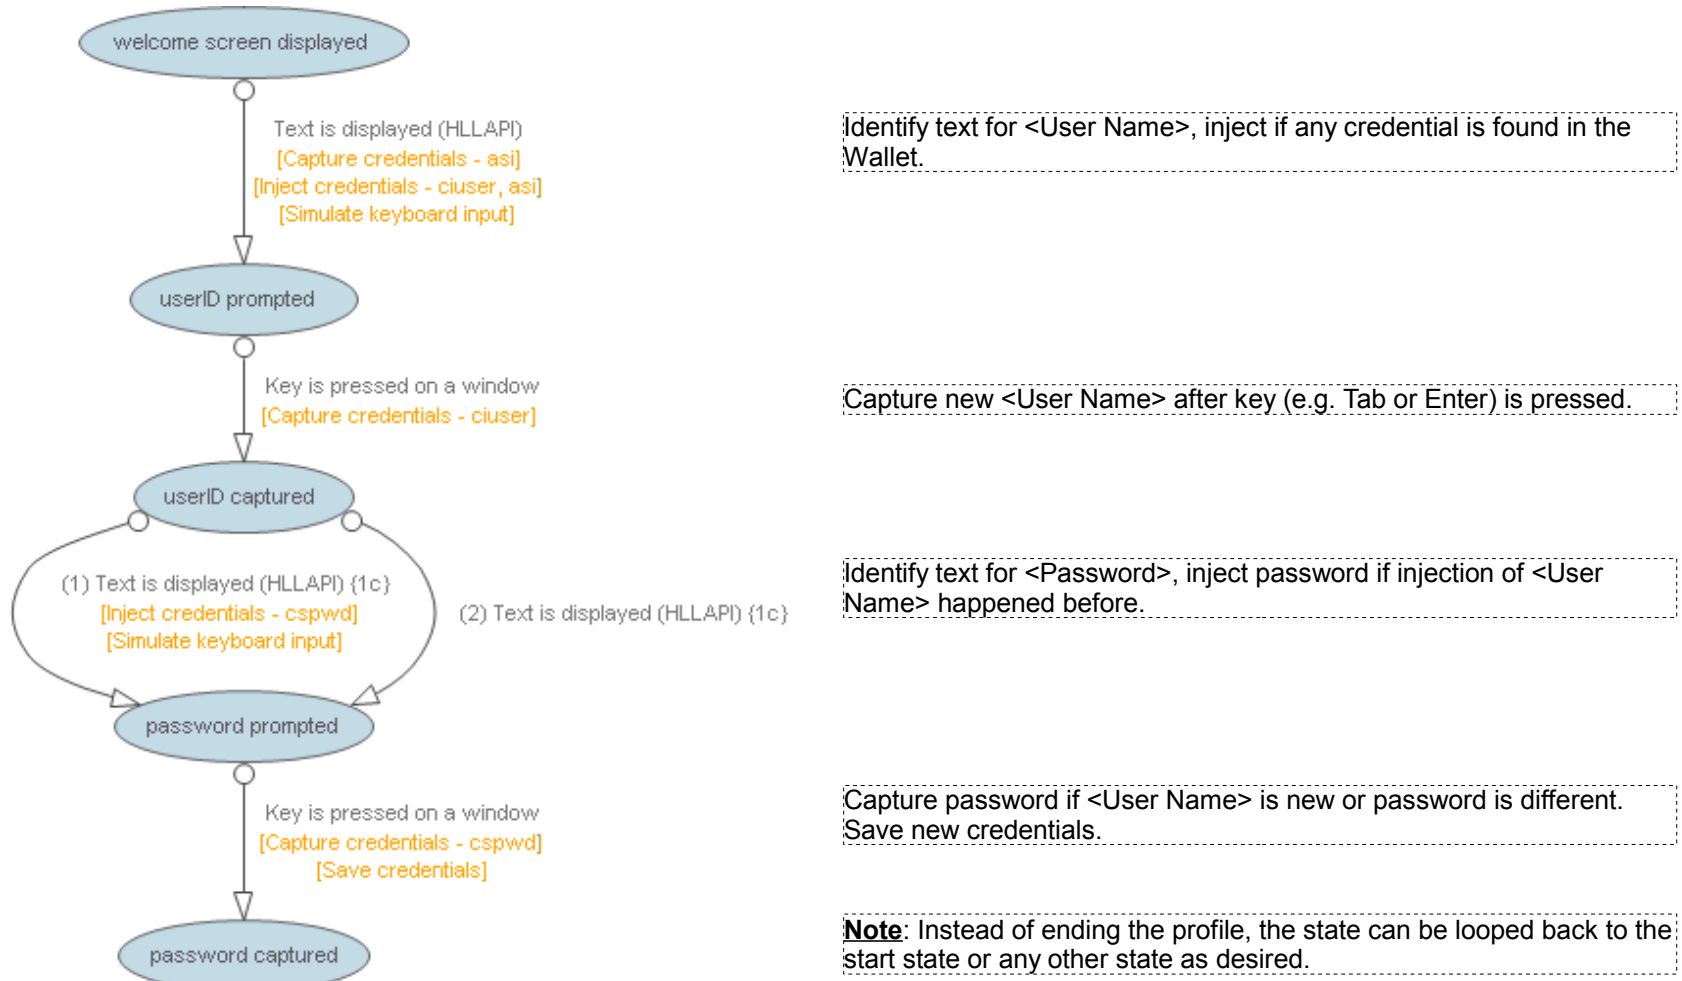 welcome screen displayed
Text is displayed (HLLAPI)
[Capture credentials - asi]
[Inject credentials - ciuser, asi]
[Simulate keyboard input]
Identify text for <User Name>, inject if any credential is found in the
Wallet.
userID prompted
Key is pressed on a window
[Capture credentials - ciuser]
Capture new <User Name> after key (e.g. Tab or Enter) is pressed.
userID captured
(1) Text is displayed (HLLAPI) {1c}
[Inject credentials - cspwd]
[Simulate keyboard input]
(2) Text is displayed (HLLAPI) {1c}
Identify text for <Password>, inject password if injection of <User
Name> happened before.
password prompted
Key is pressed on a window
[Capture credentials - cspwd]
[Save credentials]
Capture password if <User Name> is new or password is different.
Save new credentials.
password captured
Note: Instead of ending the profile, the state can be looped back to the
start state or any other state as desired.